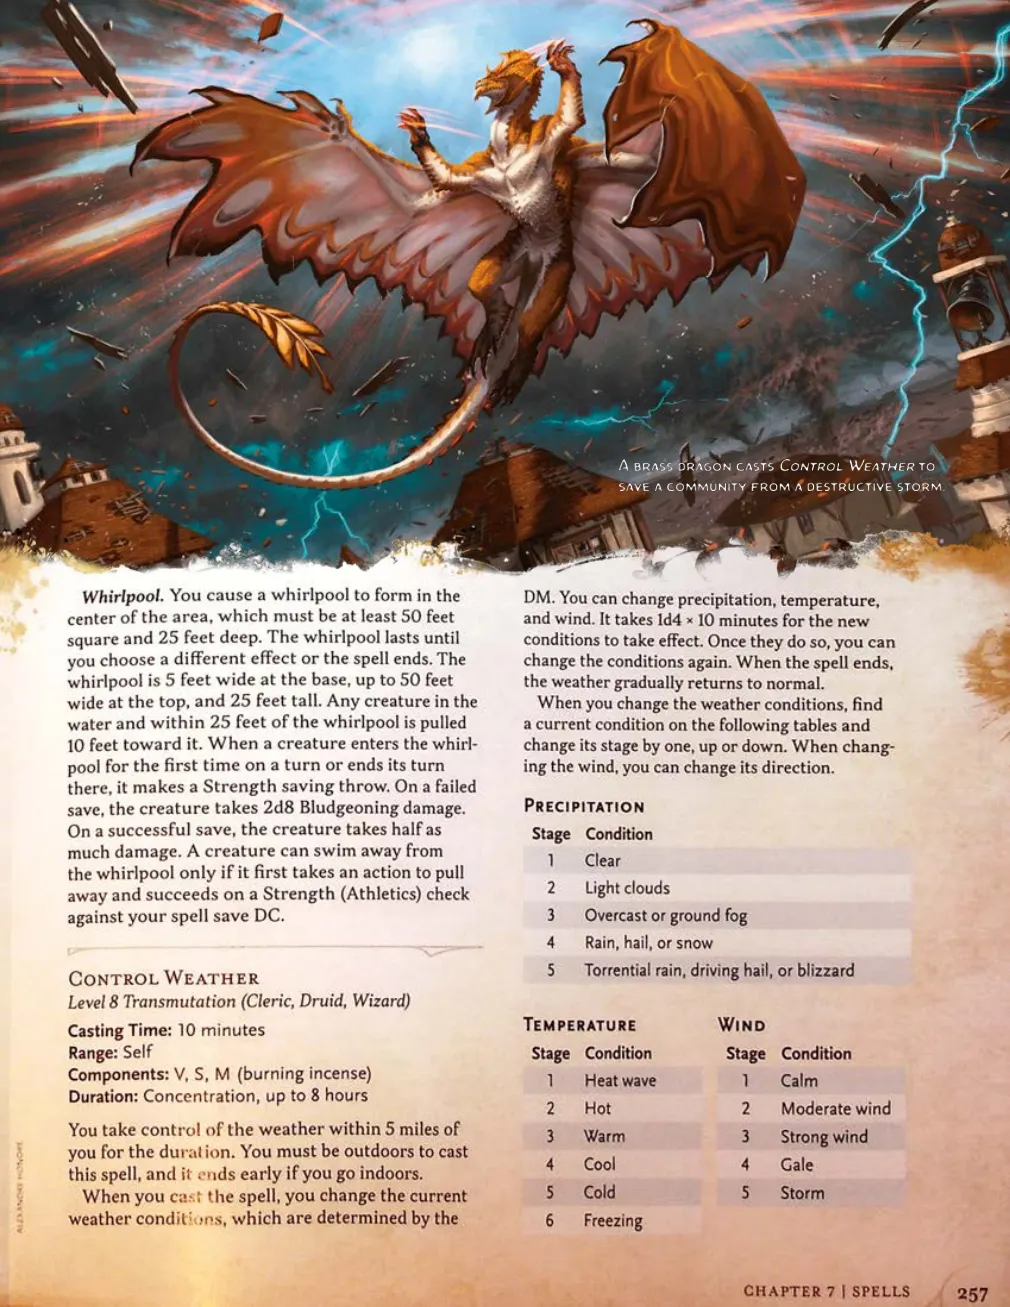 A brass dragon casts Control Weather to
save a community from a destructive storm.
Whirlpool. You cause a whirlpool to form in the
center of the area, which must be at least 50 feet
square and 25 feet deep. The whirlpool lasts until
you choose a different effect or the spell ends. The
whirlpool is 5 feet wide at the base, up to 50 feet
wide at the top, and 25 feet tall. Any creature in the
water and within 25 feet of the whirlpool is pulled
10 feet toward it. When a creature enters the whirl-
pool for the first time on a turn or ends its turn
there, it makes a Strength saving throw. On a failed
save, the creature takes 2d8 Bludgeoning damage.
On a successful save, the creature takes half as
much damage. A creature can swim away from
the whirlpool only if it first takes an action to pull
away and succeeds on a Strength (Athletics) check
against your spell save DC.
Control Weather
Level 8 Transmutation (Cleric, Druid, Wizard)
Casting Time: 10 minutes
Range: Self
Components: V, S, M (burning incense)
Duration: Concentration, up to 8 hours
You take control of the weather within 5 miles of
you for the duration. You must be outdoors to cast
this spell, and it ends early if you go indoors.
When you cast the spell, you change the current
weather conditions, which are determined by the
DM. You can change precipitation, temperature,
and wind. It takes 1d4 × 10 minutes for the new
conditions to take effect. Once they do so, you can
change the conditions again. When the spell ends,
the weather gradually returns to normal.
When you change the weather conditions, find
a current condition on the following tables and
change its stage by one, up or down. When chang-
ing the wind, you can change its direction.
Precipitation
Stage Condition
1 Clear
2 Light clouds
3 Overcast or ground fog
4 Rain, hail, or snow
5 Torrential rain, driving hail, or blizzard
Temperature
Stage Condition
1 Heat wave
2 Hot
3 Warm
4 Cool
5 Cold
6 Freezing
Wind
Stage Condition
1 Calm
2 Moderate wind
3 Strong wind
4 Gale
5 Storm
ALEXANDRE HONORÉ
CHAPTER 7 | SPELLS 257